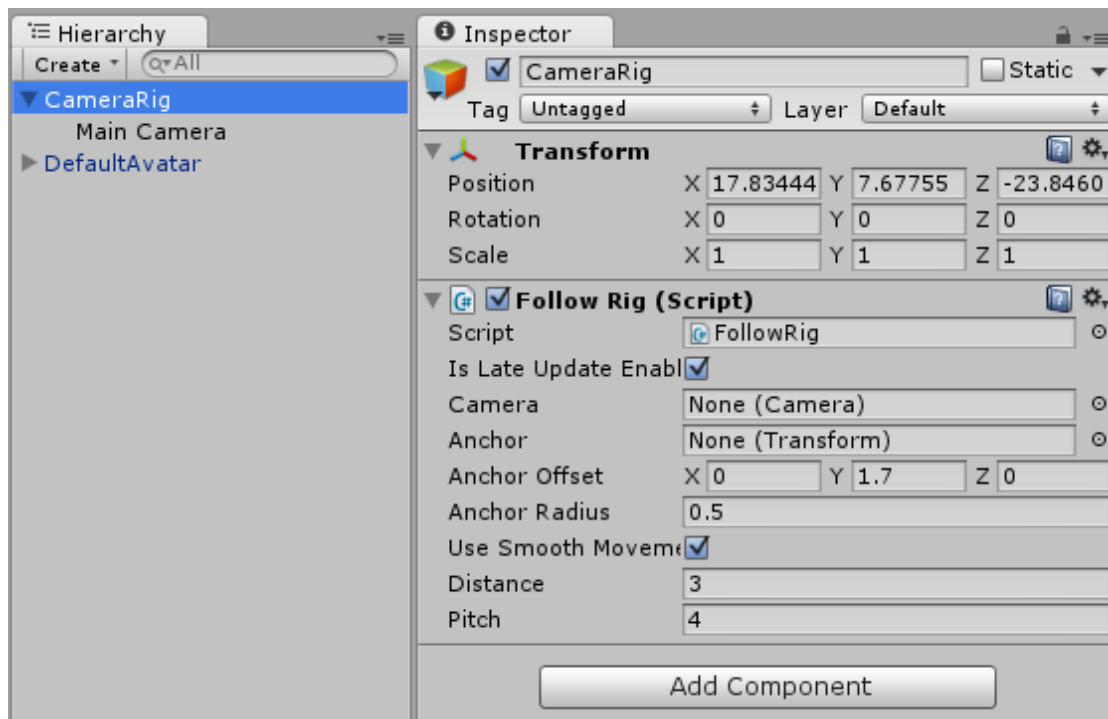 Hierarchy
Create All
CameraRig
Main Camera
DefaultAvatar
Inspector
CameraRig Static
Tag Untagged Layer Default
Transform
Position X 17.83444 Y 7.67755 Z -23.8460
Rotation X 0 Y 0 Z 0
Scale X 1 Y 1 Z 1
Follow Rig (Script)
Script FollowRig
Is Late Update Enabl
Camera None (Camera)
Anchor None (Transform)
Anchor Offset X 0 Y 1.7 Z 0
Anchor Radius 0.5
Use Smooth Moveme
Distance 3
Pitch 4
Add Component